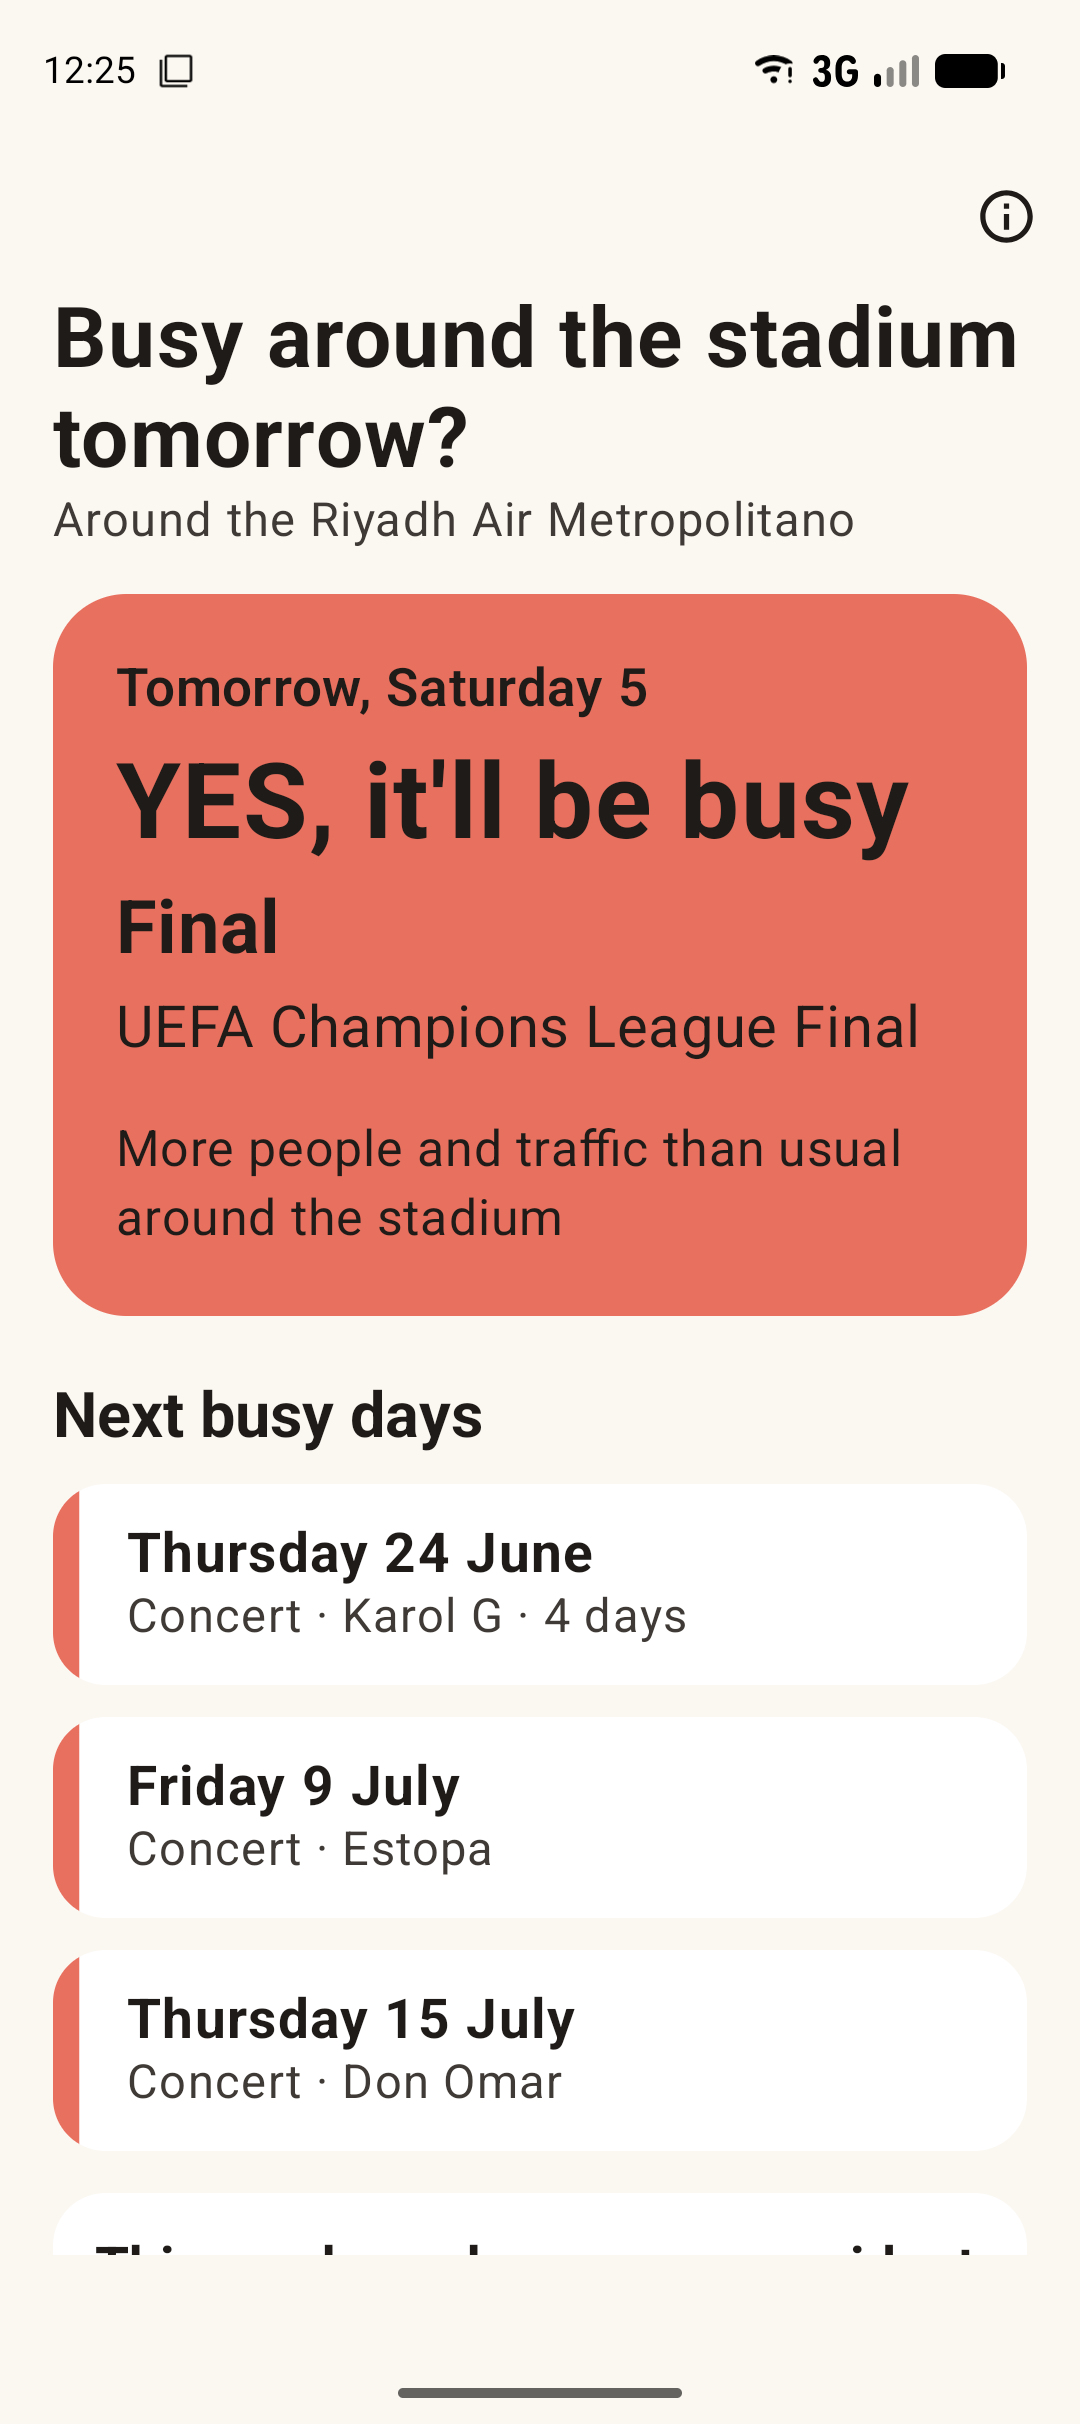 12:25
3G
Busy around the stadium
tomorrow?
Around the Riyadh Air Metropolitano
Tomorrow, Saturday 5
YES, it'll be busy
Final
UEFA Champions League Final
More people and traffic than usual
around the stadium
Next busy days
Thursday 24 June
Concert · Karol G · 4 days
Friday 9 July
Concert · Estopa
Thursday 15 July
Concert · Don Omar